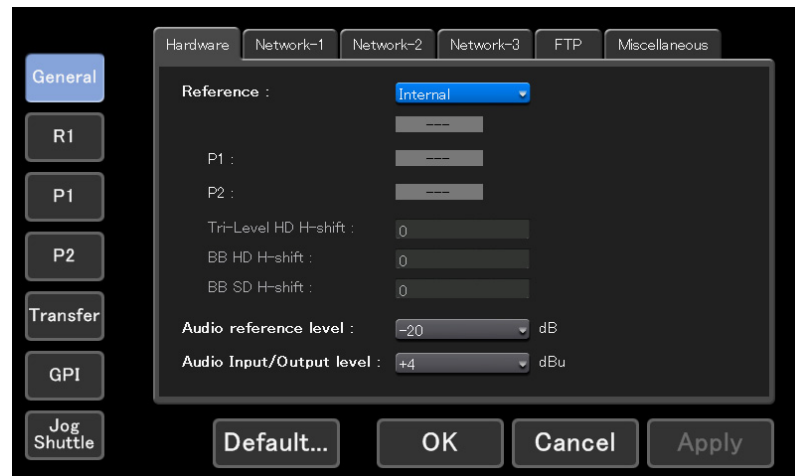 Hardware Network-1 Network-2 Network-3 FTP Miscellaneous
General
R1
P1
P2
Transfer
GPI
Jog
Shuttle
Reference : Internal
---
P1 : ---
P2 : ---
Tri-Level HD H-shift : 0
BB HD H-shift : 0
BB SD H-shift : 0
Audio reference level : -20 dB
Audio Input/Output level : +4 dBu
Default... OK Cancel Apply